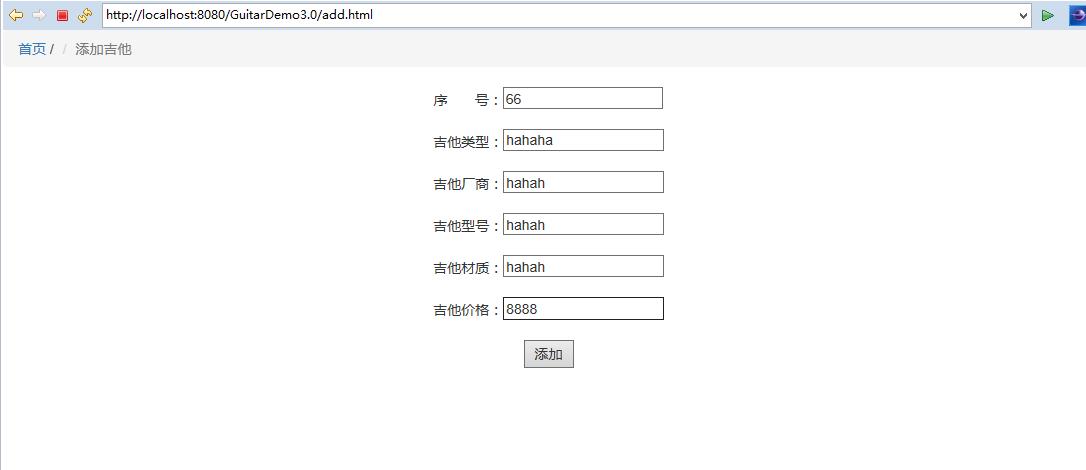 http://localhost:8080/GuitarDemo3.0/add.html
首页 / / 添加吉他
序 号：66
吉他类型：hahaha
吉他厂商：hahah
吉他型号：hahah
吉他材质：hahah
吉他价格：8888
添加